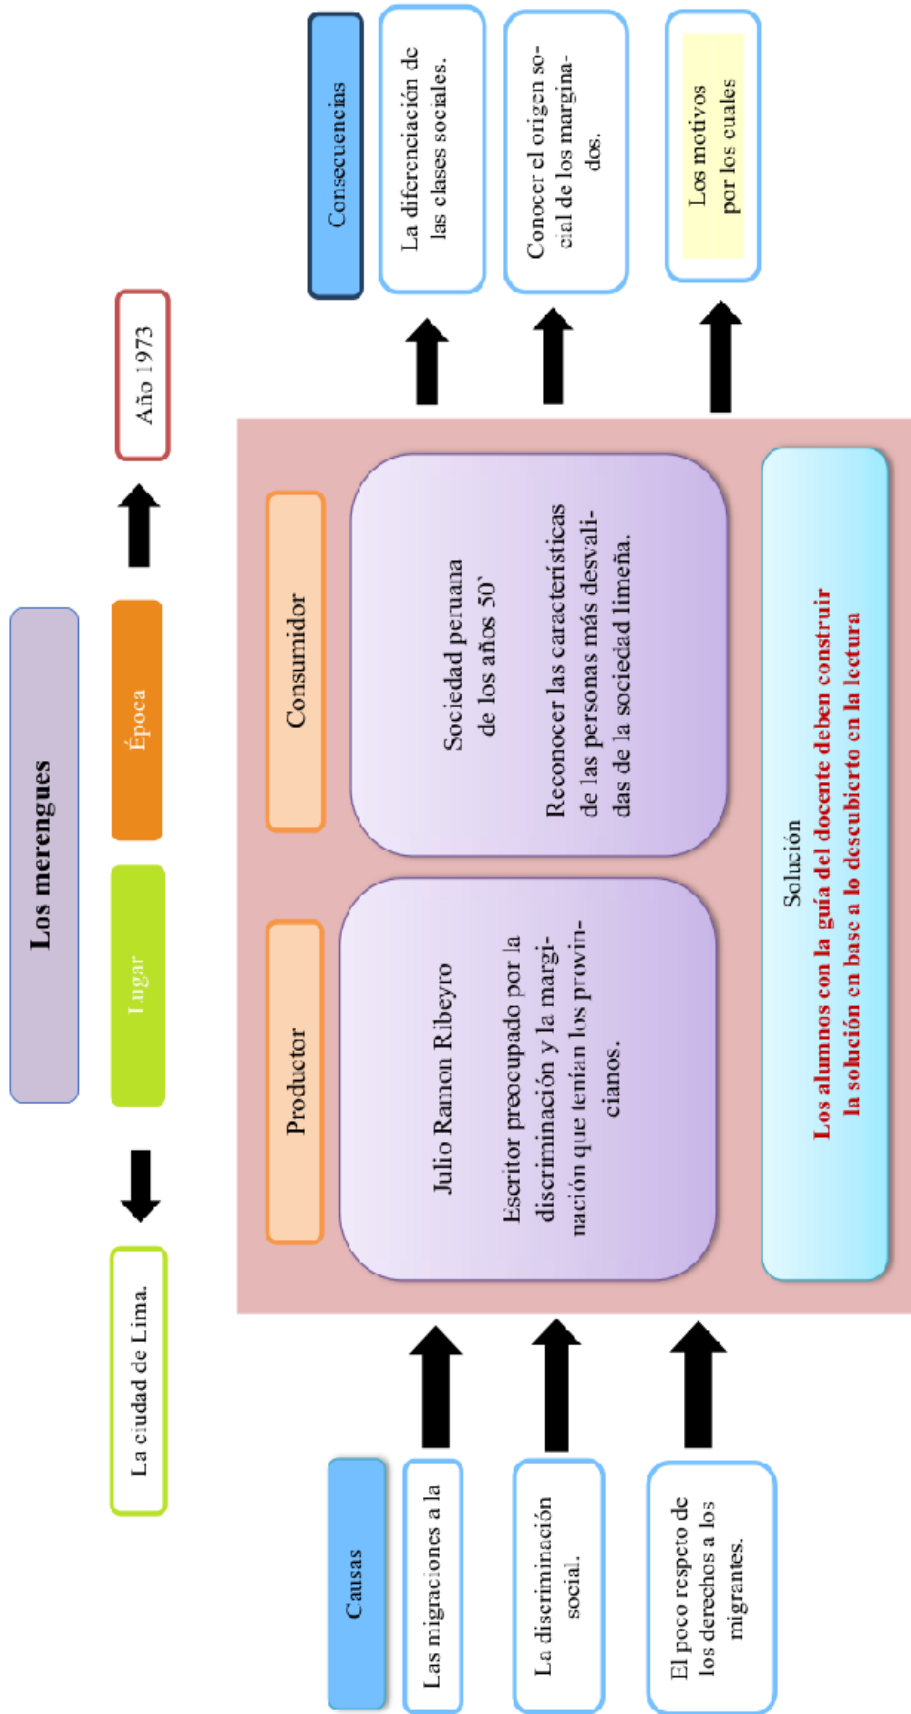 Los merengues
La ciudad de Lima.
Lugar
Época
Año 1973
Causas
Las migraciones a la
La discriminación
social.
El poco respeto de
los derechos a los
migrantes.
Productor
Julio Ramon Ribeyro
Escritor preocupado por la
discriminación y la margi-
nación que tenían los provin-
cianos.
Consumidor
Sociedad peruana
de los años 50`
Reconocer las características
de las personas más desvali-
das de la sociedad limeña.
Solución
Los alumnos con la guía del docente deben construir
la solución en base a lo descubierto en la lectura
Consecuencias
La diferenciación de
las clases sociales.
Conocer el origen so-
cial de los margina-
dos.
Los motivos
por los cuales